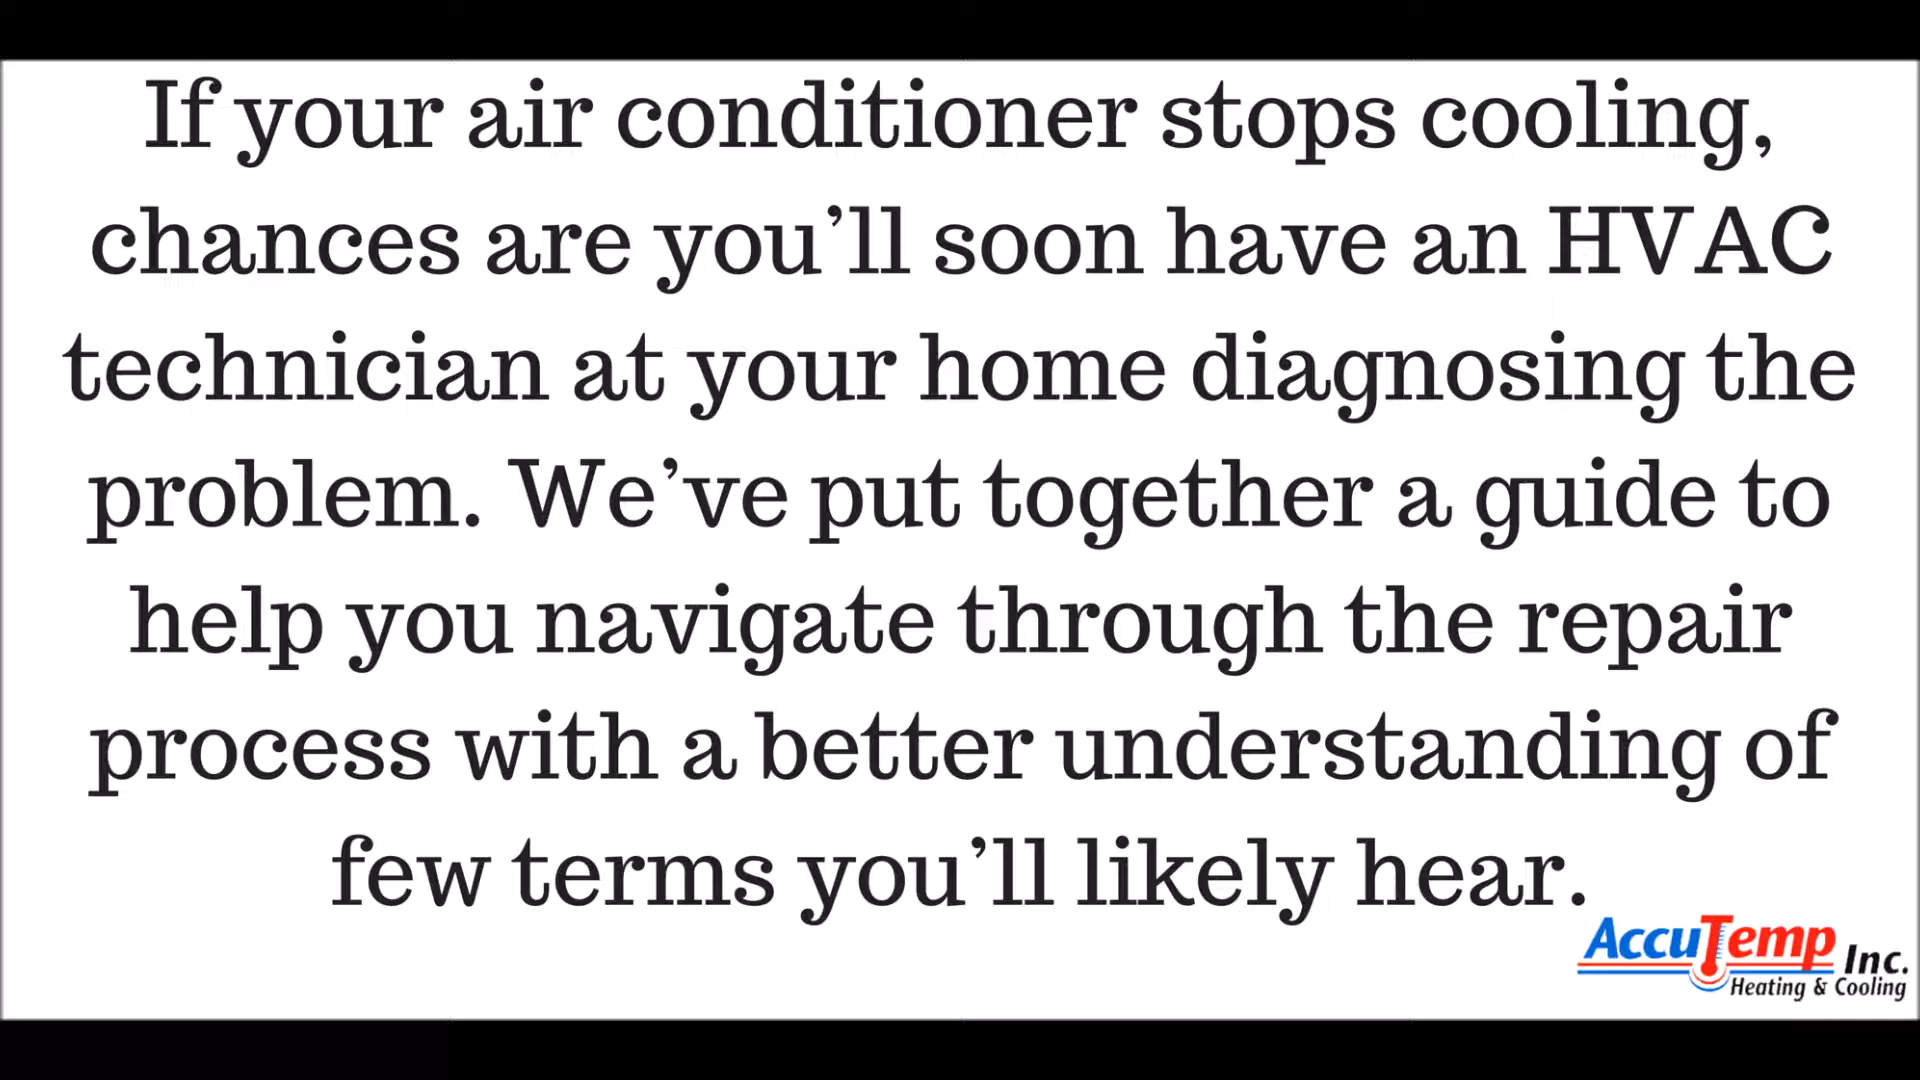 If your air conditioner stops cooling,
chances are you’ll soon have an HVAC
technician at your home diagnosing the
problem. We’ve put together a guide to
help you navigate through the repair
process with a better understanding of
few terms you’ll likely hear.
AccuTemp Inc.
Heating & Cooling